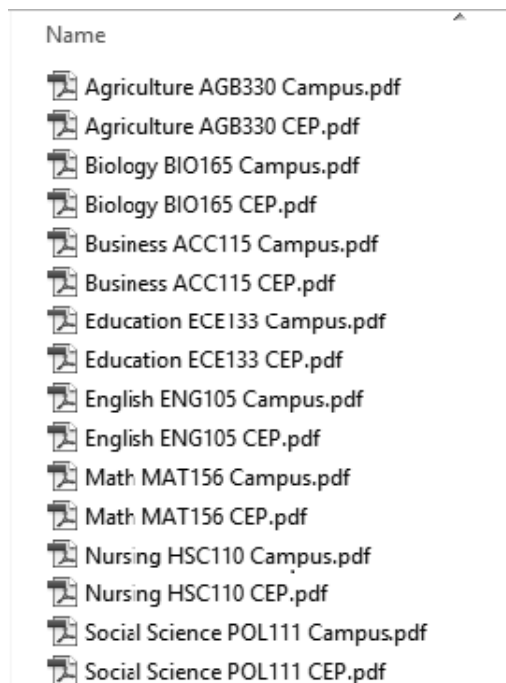 Name
Agriculture AGB330 Campus.pdf
Agriculture AGB330 CEP.pdf
Biology BIO165 Campus.pdf
Biology BIO165 CEP.pdf
Business ACC115 Campus.pdf
Business ACC115 CEP.pdf
Education ECE133 Campus.pdf
Education ECE133 CEP.pdf
English ENG105 Campus.pdf
English ENG105 CEP.pdf
Math MAT156 Campus.pdf
Math MAT156 CEP.pdf
Nursing HSC110 Campus.pdf
Nursing HSC110 CEP.pdf
Social Science POL111 Campus.pdf
Social Science POL111 CEP.pdf